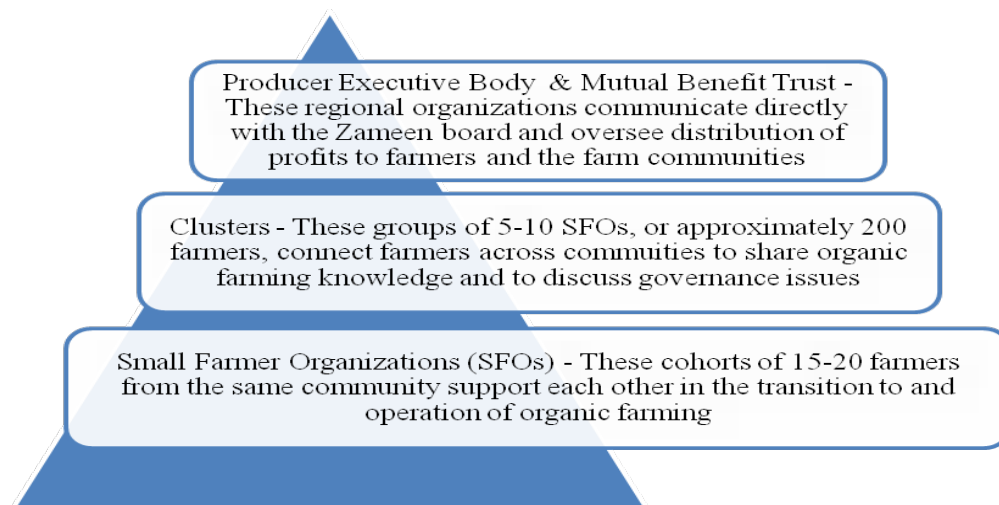 Producer Executive Body & Mutual Benefit Trust -
These regional organizations communicate directly
with the Zameen board and oversee distribution of
profits to farmers and the farm communities
Clusters - These groups of 5-10 SFOs, or approximately 200
farmers, connect farmers across commuities to share organic
farming knowledge and to discuss governance issues
Small Farmer Organizations (SFOs) - These cohorts of 15-20 farmers
from the same community support each other in the transition to and
operation of organic farming